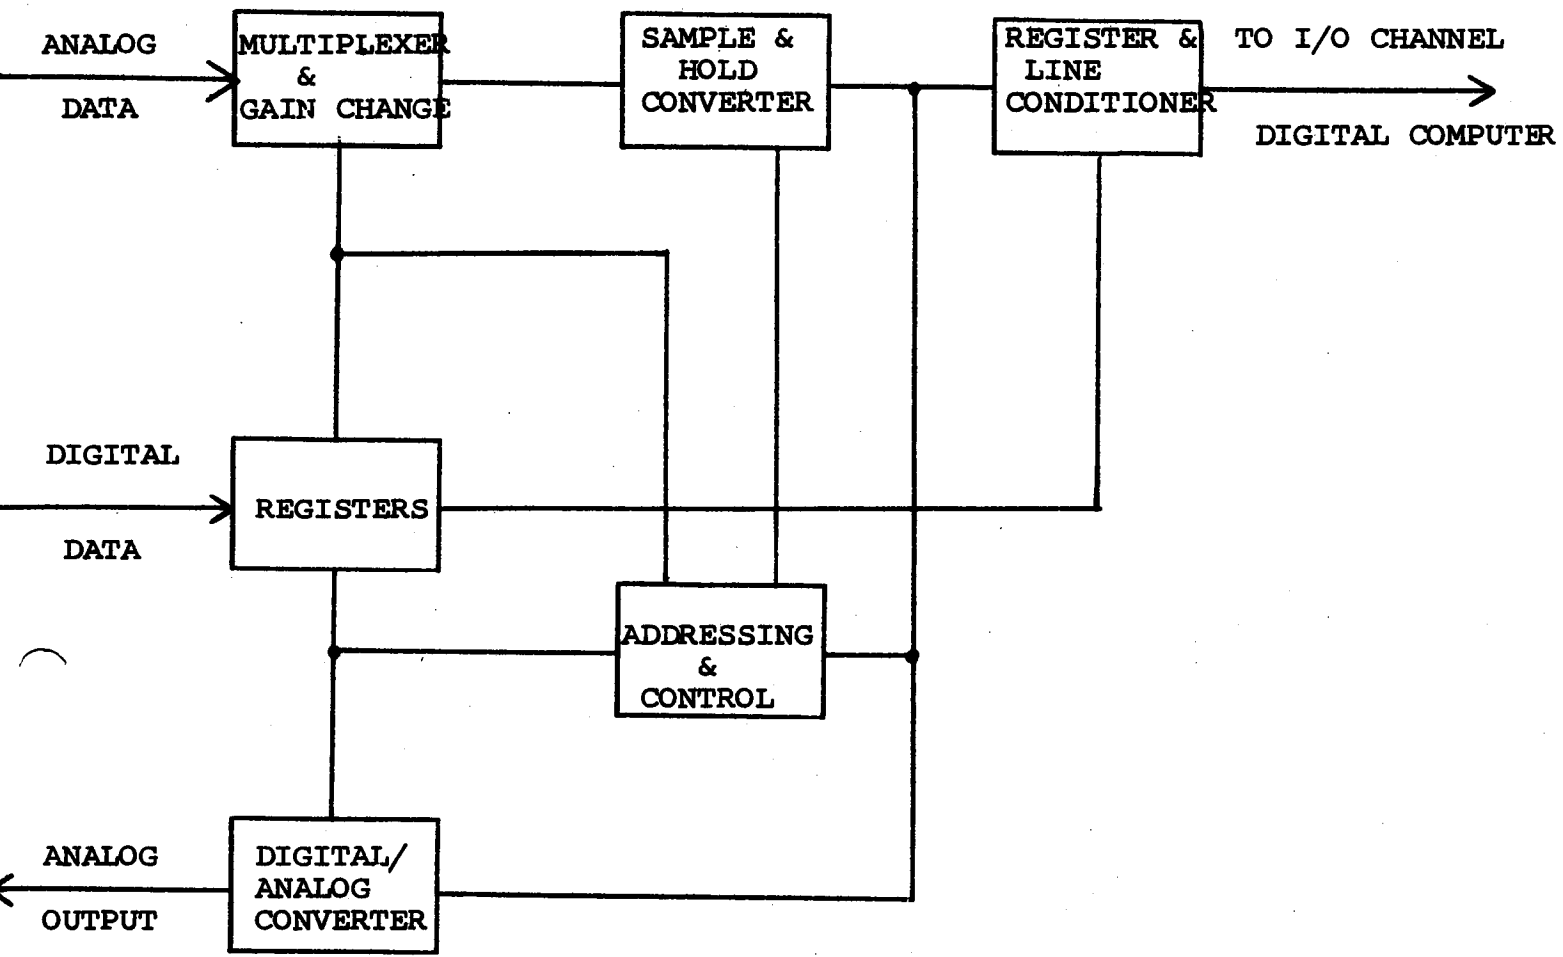 ANALOG
DATA
MULTIPLEXER
&
GAIN CHANGE
SAMPLE &
HOLD
CONVERTER
REGISTER &
LINE
CONDITIONER
TO I/O CHANNEL
DIGITAL COMPUTER
DIGITAL
DATA
REGISTERS
ADDRESSING
&
CONTROL
ANALOG
OUTPUT
DIGITAL/
ANALOG
CONVERTER